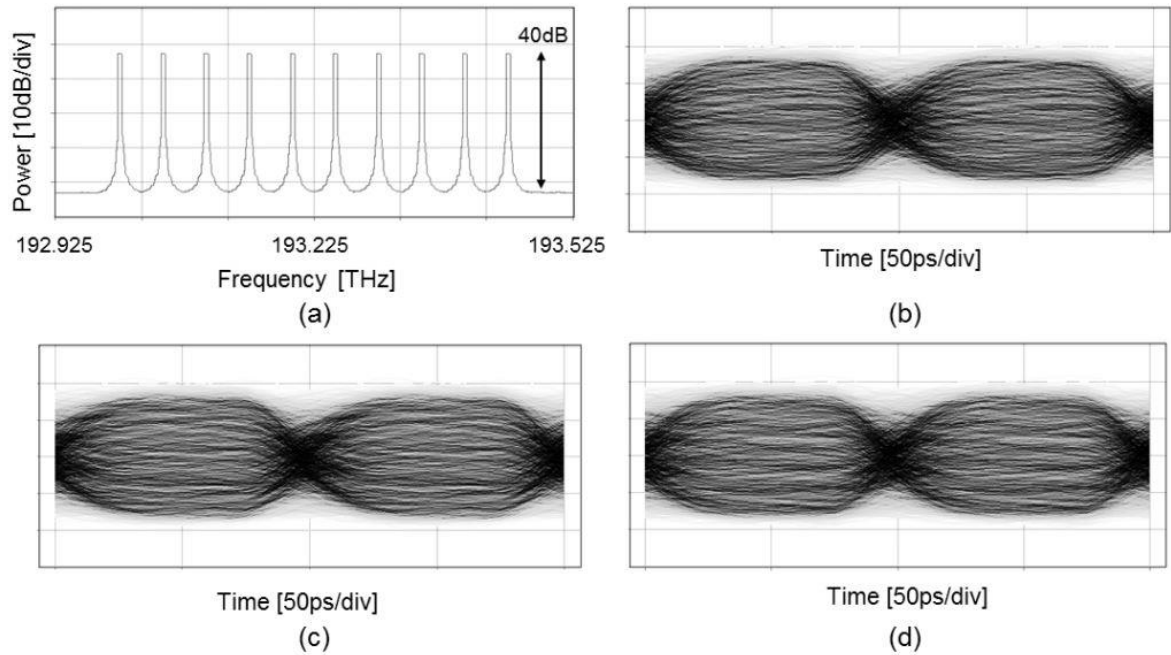 Power [10dB/div]
40dB
192.925
193.225
193.525
Frequency [THz]
(a)
Time [50ps/div]
(b)
Time [50ps/div]
(c)
Time [50ps/div]
(d)